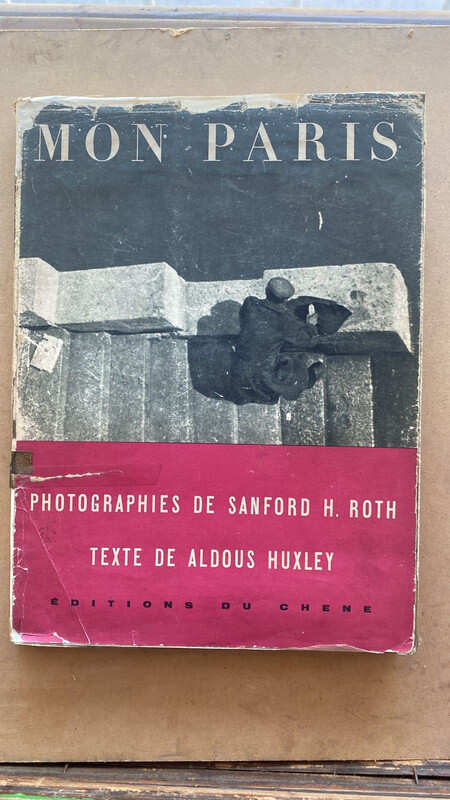 MON PARIS
PHOTOGRAPHIES DE SANFORD H. ROTH
TEXTE DE ALDOUS HUXLEY
ÉDITIONS DU CHENE